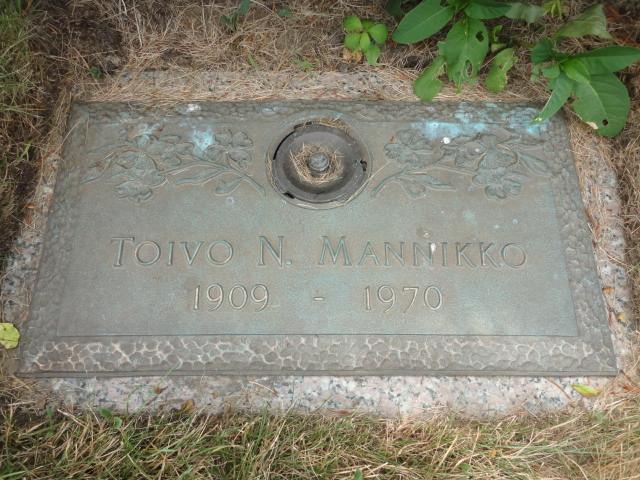 TOIVO N. MANNIKKO
1909 - 1970